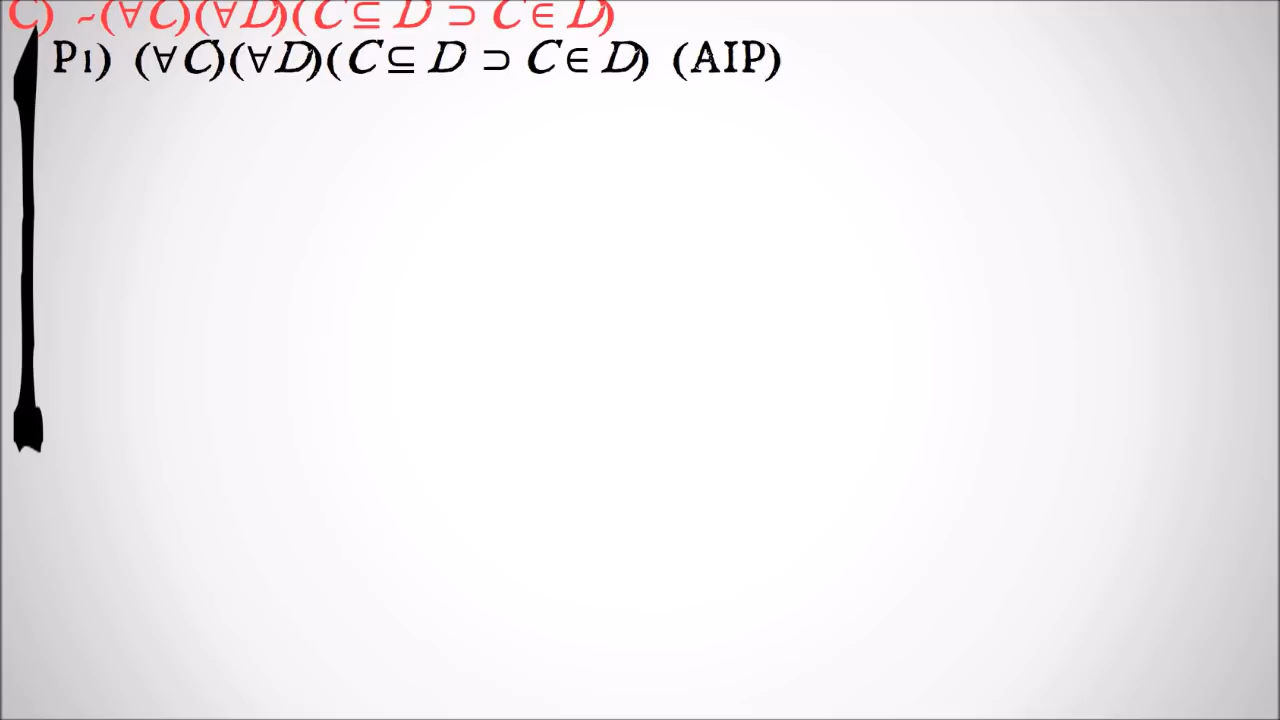 C) ~(∀C)(∀D)(C ⊆ D ⊃ C ∈ D)
P1) (∀C)(∀D)(C ⊆ D ⊃ C ∈ D) (AIP)